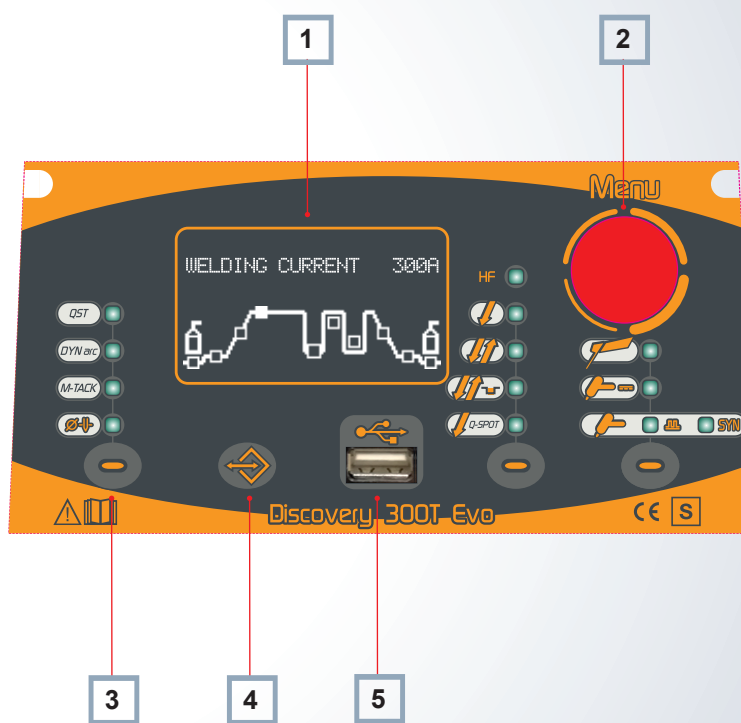 1
2
Menu
WELDING CURRENT 300A
HF
QST
DYN arc
M-TACK
Q-SPOT
SYN
Discovery 300T Evo
CE S
3
4
5